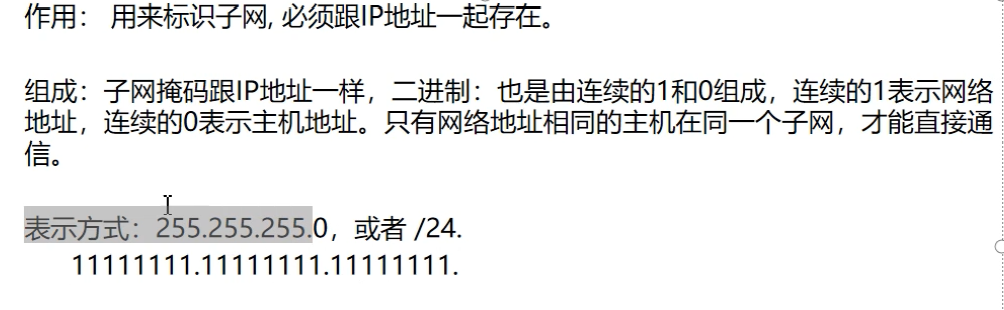 作用： 用来标识子网, 必须跟IP地址一起存在。
组成：子网掩码跟IP地址一样，二进制：也是由连续的1和0组成，连续的1表示网络
地址，连续的0表示主机地址。只有网络地址相同的主机在同一个子网，才能直接通
信。
表示方式：255.255.255.0，或者 /24.
11111111.11111111.11111111.